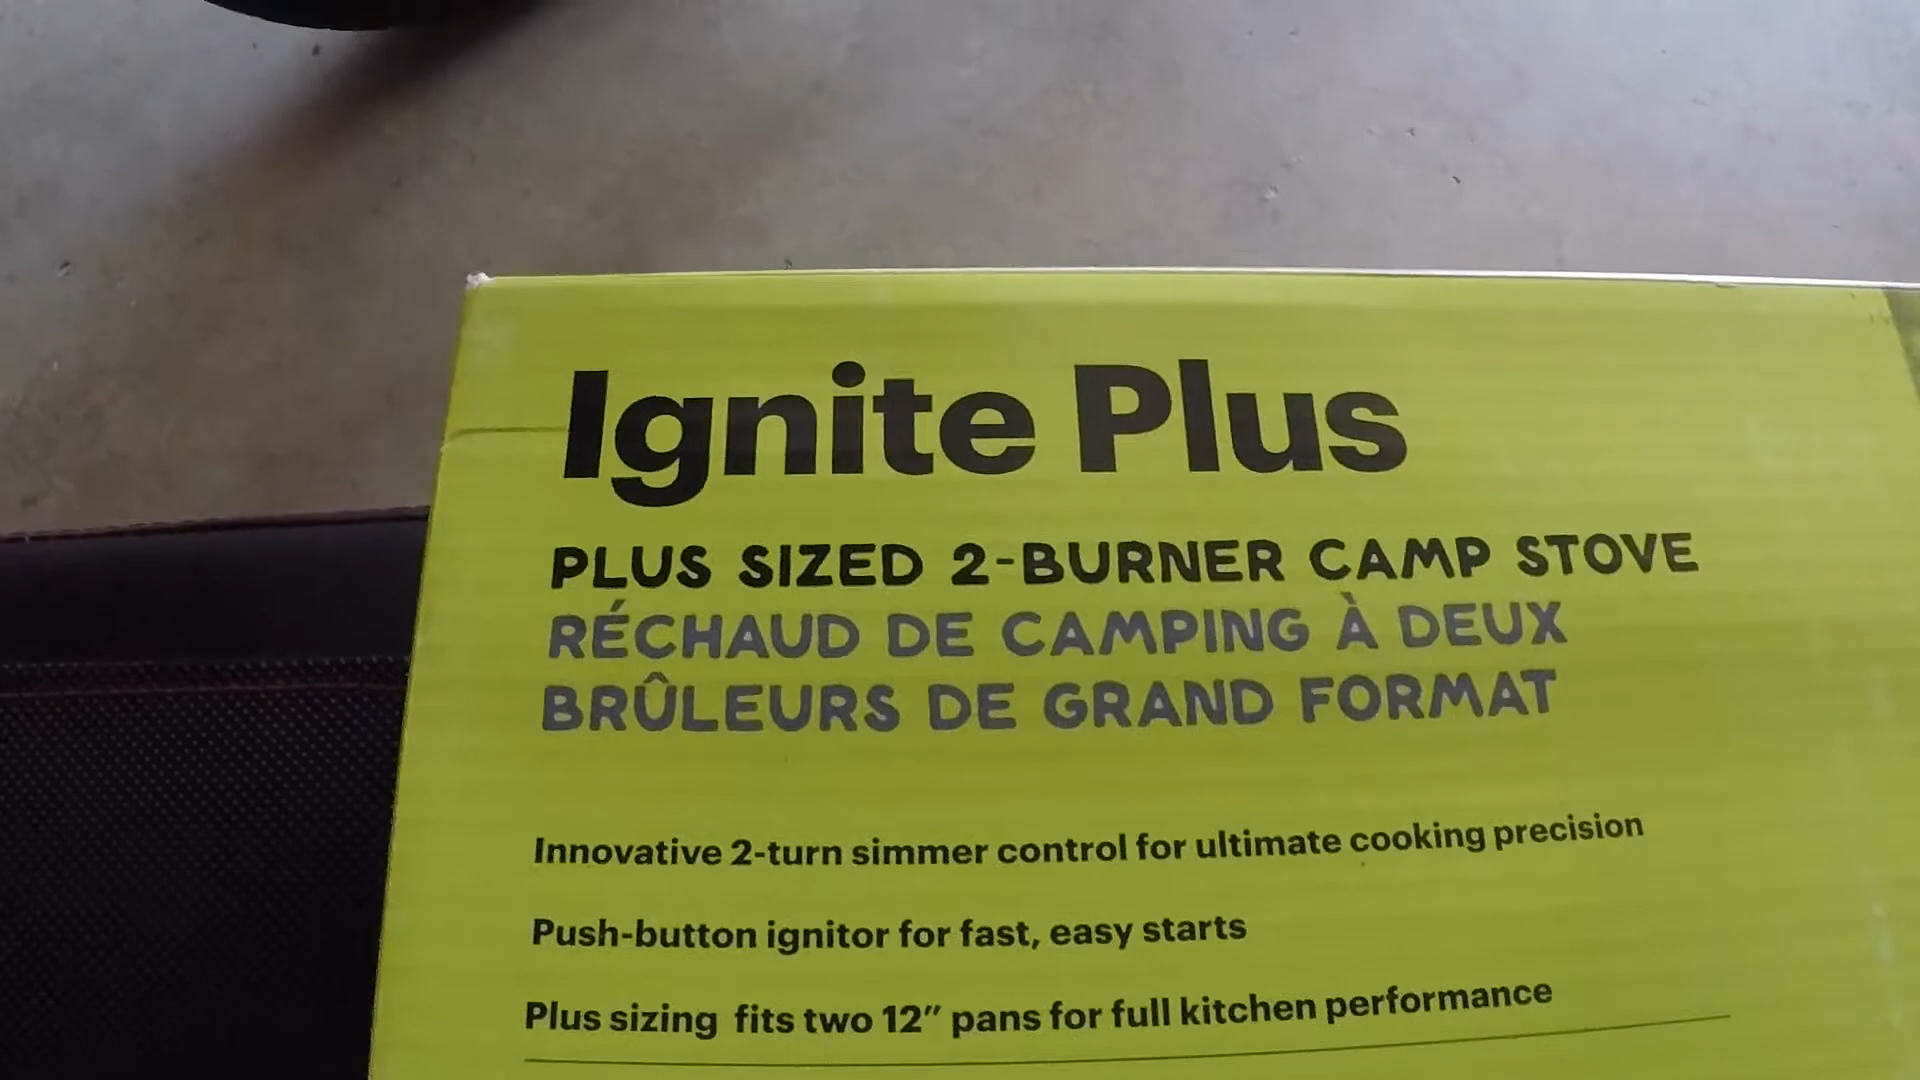 Ignite Plus
PLUS SIZED 2-BURNER CAMP STOVE
RÉCHAUD DE CAMPING À DEUX
BRÛLEURS DE GRAND FORMAT
Innovative 2-turn simmer control for ultimate cooking precision
Push-button ignitor for fast, easy starts
Plus sizing fits two 12″ pans for full kitchen performance